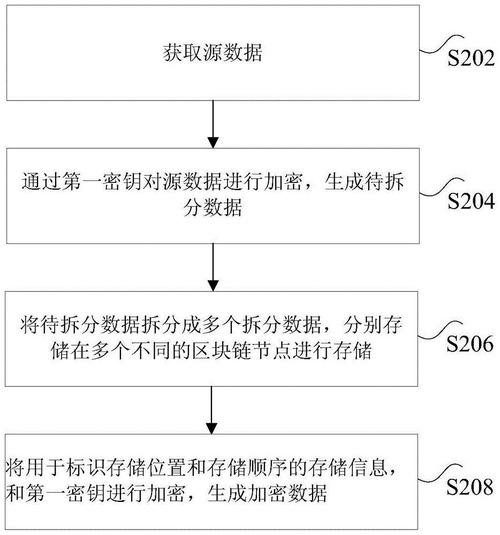 获取源数据
S202
通过第一密钥对源数据进行加密，生成待拆
分数据
S204
将待拆分数据拆分成多个拆分数据，分别存
储在多个不同的区块链节点进行存储
S206
将用于标识存储位置和存储顺序的存储信息，
和第一密钥进行加密，生成加密数据
S208